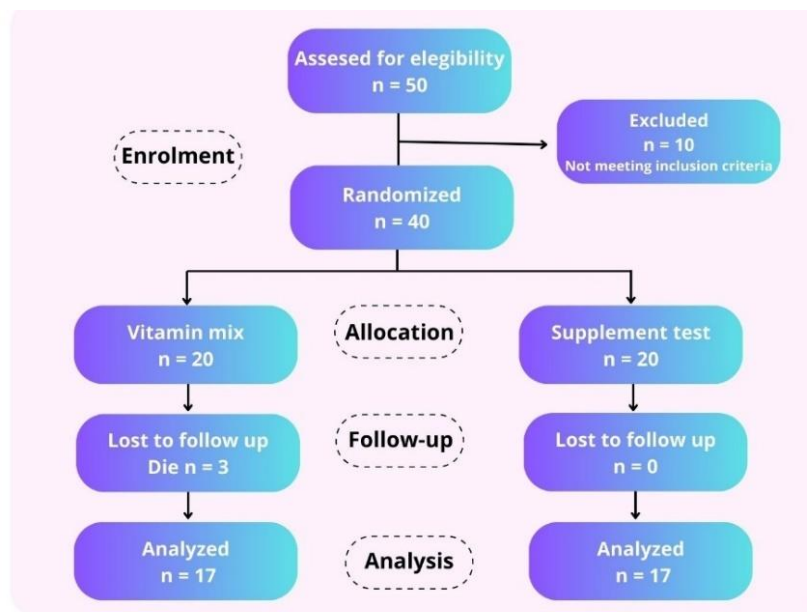 Assesed for elegibility
n = 50
Excluded
n = 10
Not meeting inclusion criteria
Enrolment
Randomized
n = 40
Vitamin mix
n = 20
Allocation
Supplement test
n = 20
Lost to follow up
Die n = 3
Follow-up
Lost to follow up
n = 0
Analyzed
n = 17
Analysis
Analyzed
n = 17